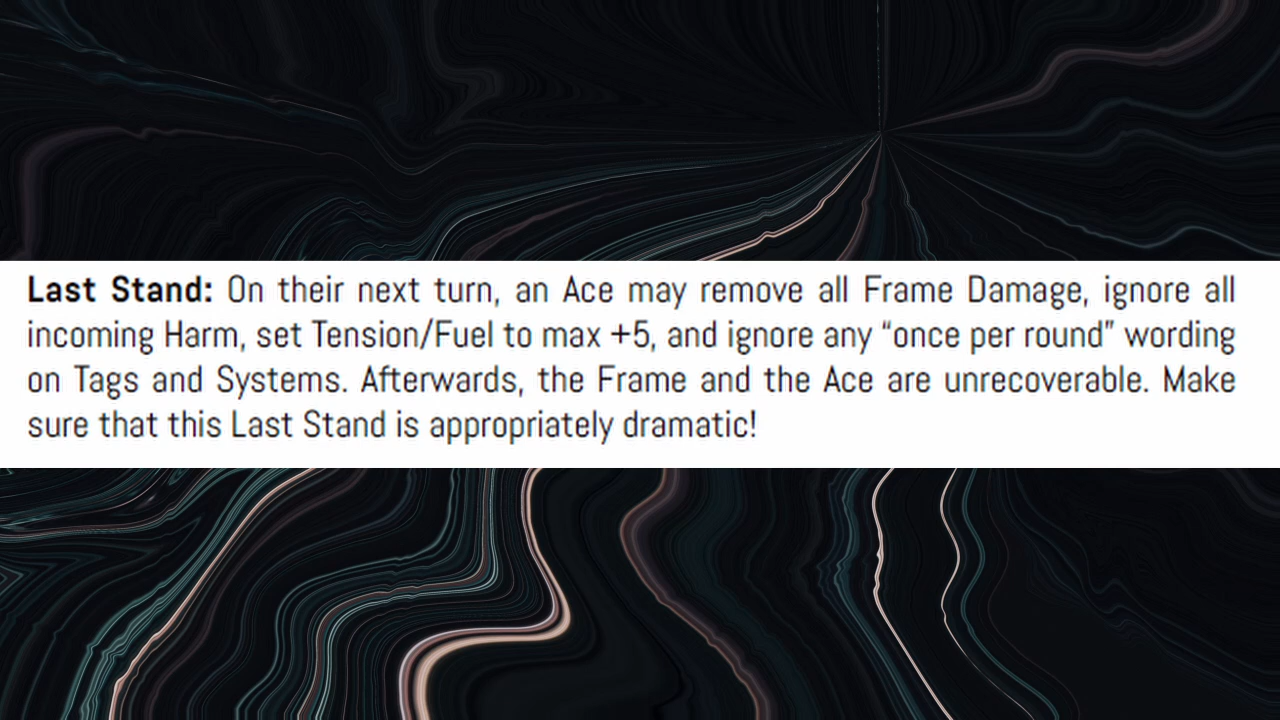 Last Stand: On their next turn, an Ace may remove all Frame Damage, ignore all
incoming Harm, set Tension/Fuel to max +5, and ignore any “once per round” wording
on Tags and Systems. Afterwards, the Frame and the Ace are unrecoverable. Make
sure that this Last Stand is appropriately dramatic!